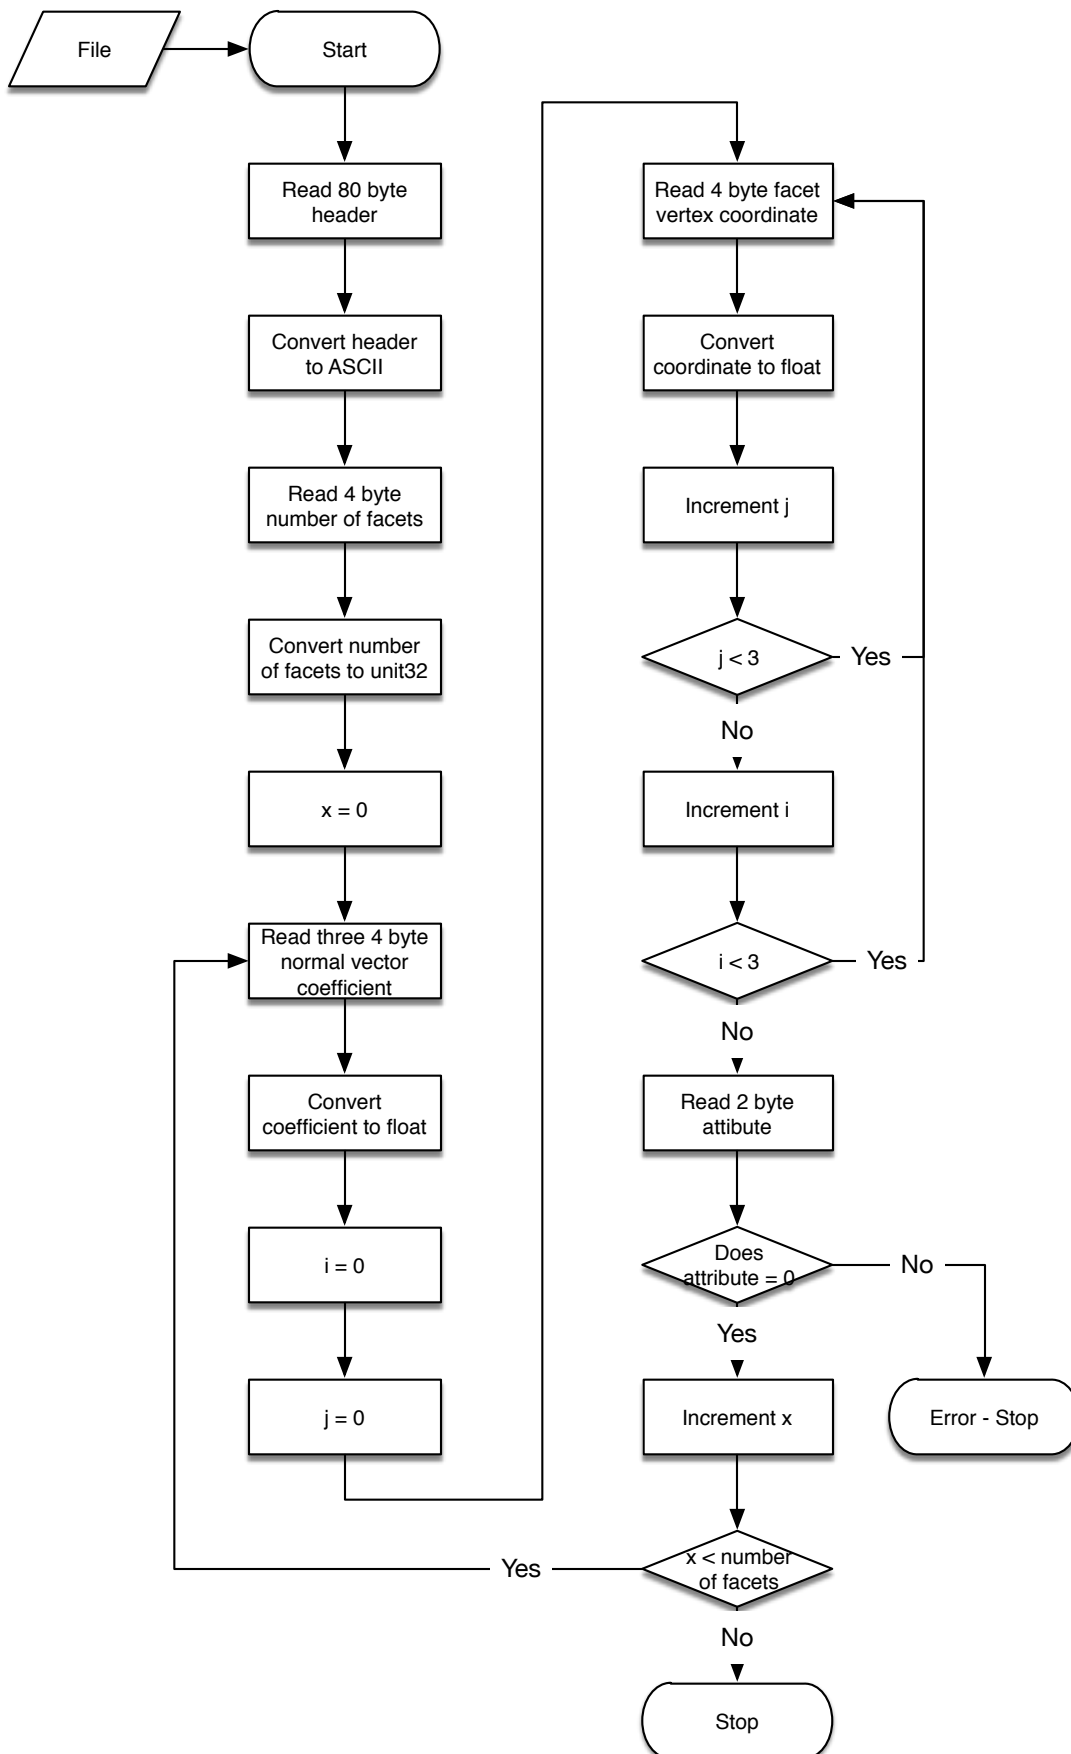 File
Start
Read 80 byte
header
Convert header
to ASCII
Read 4 byte
number of facets
Convert number
of facets to unit32
x = 0
Read three 4 byte
normal vector
coefficient
Convert
coefficient to float
i = 0
j = 0
Read 4 byte facet
vertex coordinate
Convert
coordinate to float
Increment j
j < 3
Yes
No
Increment i
i < 3
Yes
No
Read 2 byte
attibute
Does
attribute = 0
No
Yes
Error - Stop
Increment x
x < number
of facets
Yes
No
Stop